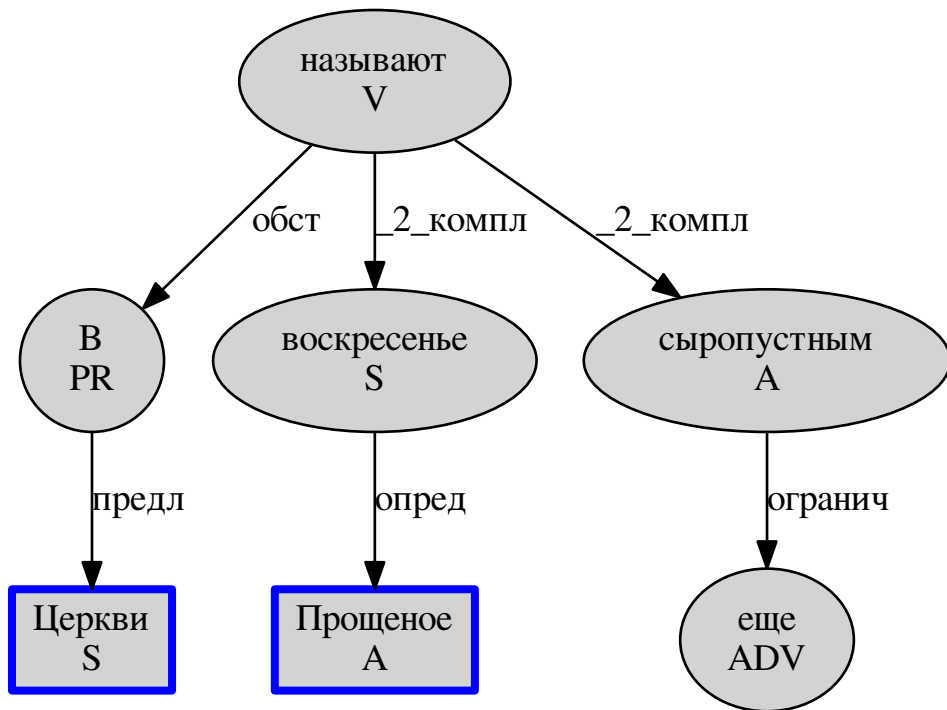 называют
V
обст
_2_компл
_2_компл
В
PR
воскресенье
S
сыропустным
A
предл
опред
огранич
Церкви
S
Прощеное
A
еще
ADV